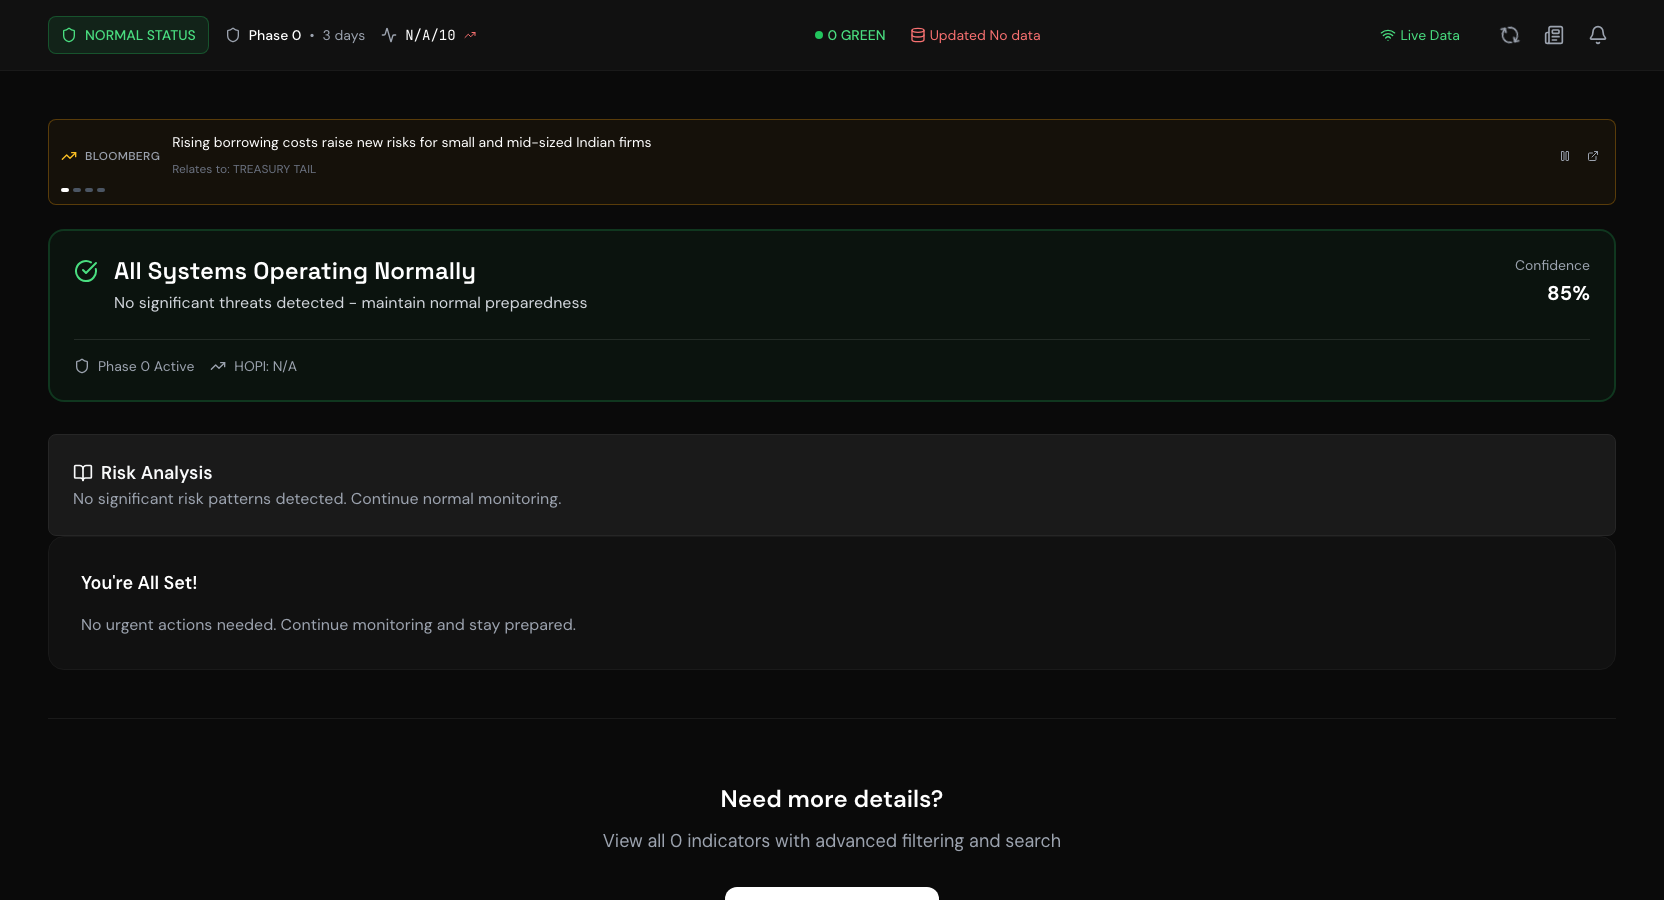 NORMAL STATUS
Phase 0 • 3 days
N/A/10
0 GREEN
Updated No data
Live Data
BLOOMBERG
Rising borrowing costs raise new risks for small and mid-sized Indian firms
Relates to: TREASURY TAIL
All Systems Operating Normally
No significant threats detected - maintain normal preparedness
Confidence
85%
Phase 0 Active
HOPI: N/A
Risk Analysis
No significant risk patterns detected. Continue normal monitoring.
You're All Set!
No urgent actions needed. Continue monitoring and stay prepared.
Need more details?
View all 0 indicators with advanced filtering and search